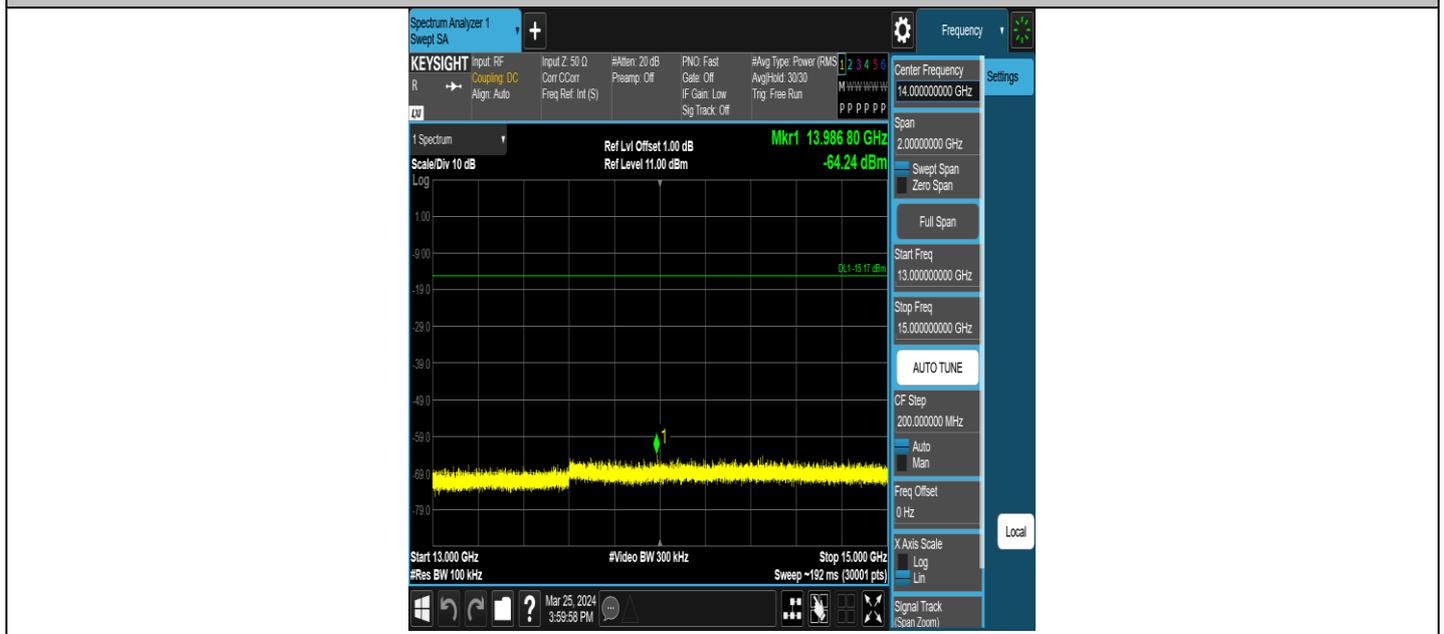 Spectrum Analyzer 1
Swept SA
+
Frequency
KEYSIGHT
R
LXI
Input: RF
Coupling: DC
Align: Auto
Input Z: 50 Ω
Corr CCorr
Freq Ref: Int (S)
#Atten: 20 dB
Preamp: Off
PNO: Fast
Gate: Off
IF Gain: Low
Sig Track: Off
#Avg Type: Power (RMS
Avg|Hold: 30/30
Trig: Free Run
1 2 3 4 5 6
M W W W W W
P P P P P P
1 Spectrum
Scale/Div 10 dB
Ref Lvl Offset 1.00 dB
Ref Level 11.00 dBm
Mkr1 13.986 80 GHz
-64.24 dBm
Log
1.00
-9.00
DL1 -15.17 dBm
-19.0
-29.0
-39.0
-49.0
-59.0
1
-69.0
-79.0
Start 13.000 GHz
#Res BW 100 kHz
#Video BW 300 kHz
Stop 15.000 GHz
Sweep ~192 ms (30001 pts)
Mar 25, 2024
3:59:58 PM
Center Frequency
14.000000000 GHz
Span
2.00000000 GHz
Swept Span
Zero Span
Full Span
Start Freq
13.000000000 GHz
Stop Freq
15.000000000 GHz
AUTO TUNE
CF Step
200.000000 MHz
Auto
Man
Freq Offset
0 Hz
X Axis Scale
Log
Lin
Signal Track
(Span Zoom)
Settings
Local